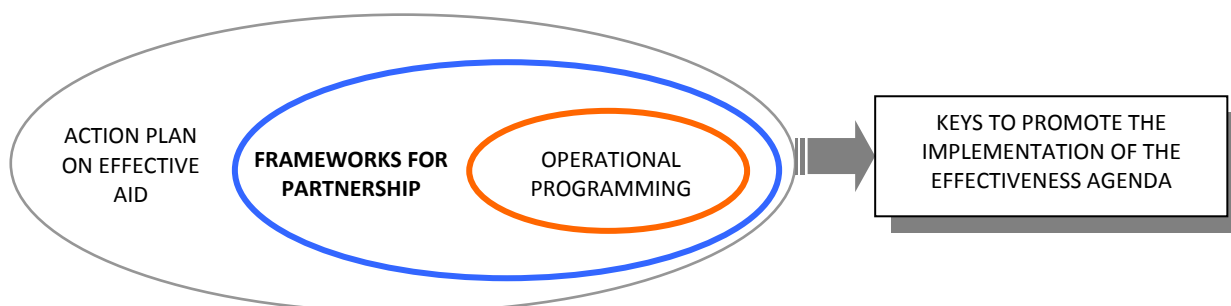 ACTION PLAN
ON EFFECTIVE
AID
FRAMEWORKS FOR
PARTNERSHIP
OPERATIONAL
PROGRAMMING
KEYS TO PROMOTE THE
IMPLEMENTATION OF THE
EFFECTIVENESS AGENDA